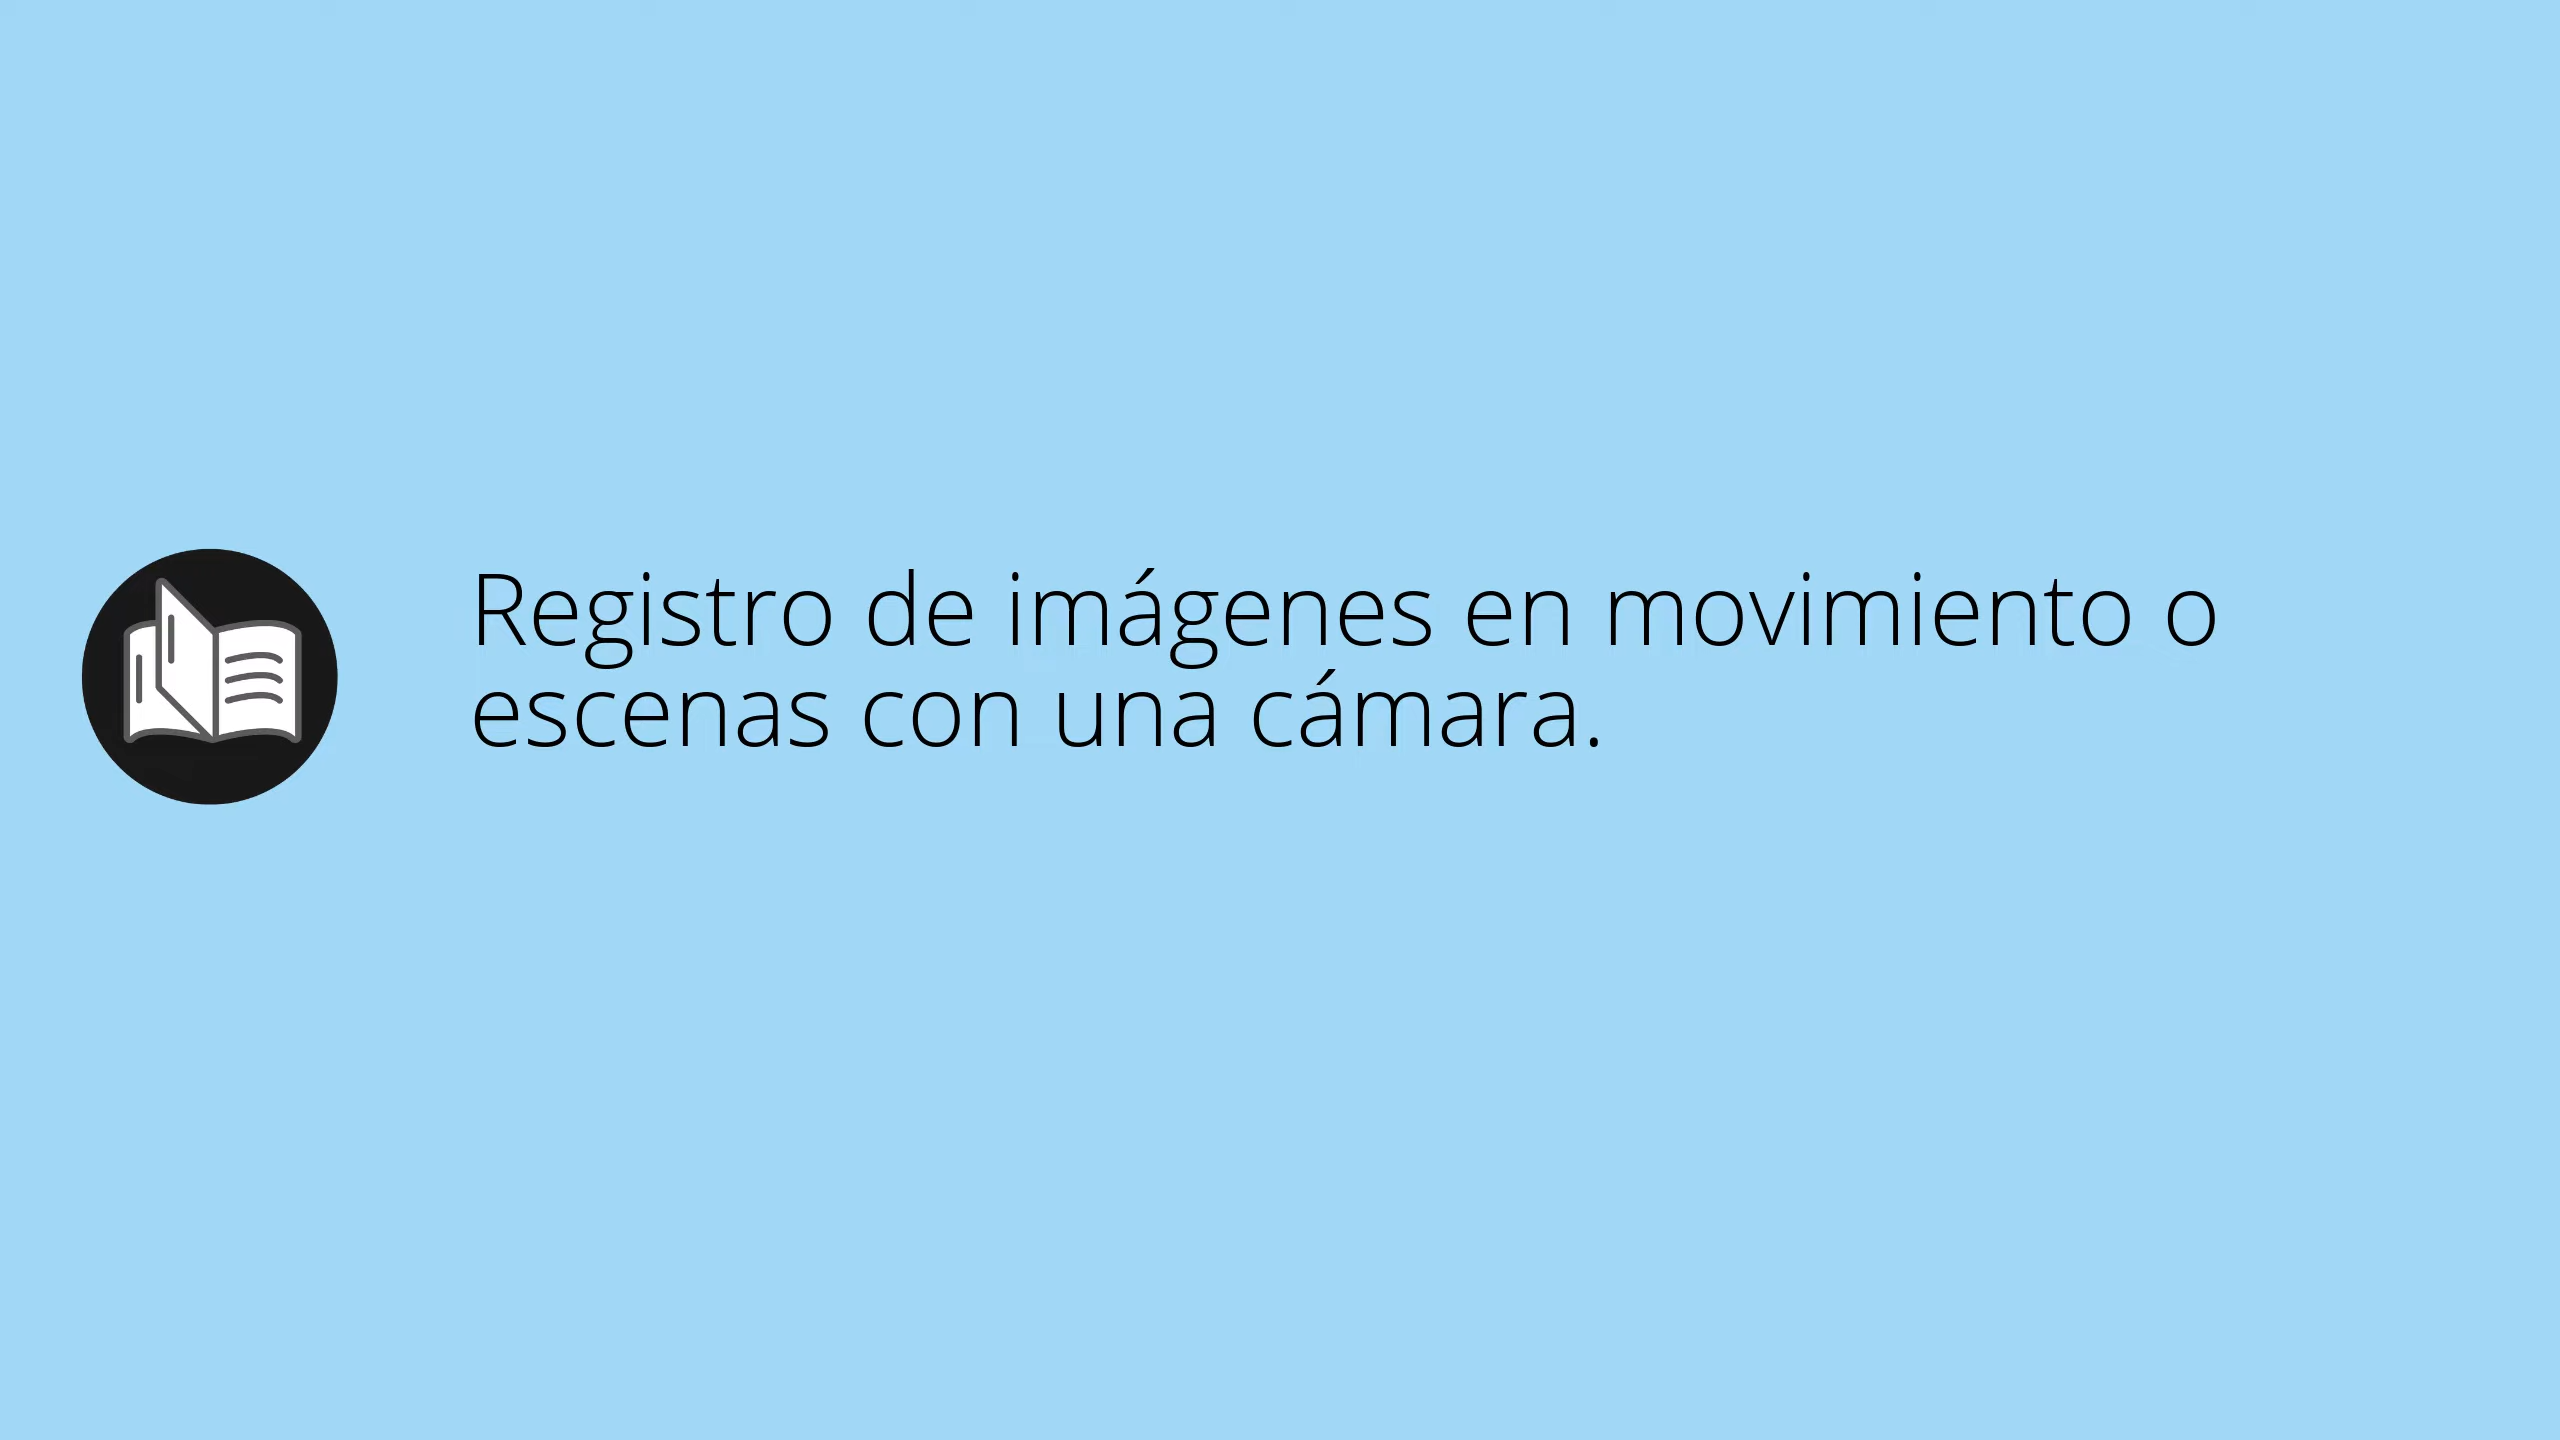 Registro de imágenes en movimiento o
escenas con una cámara.